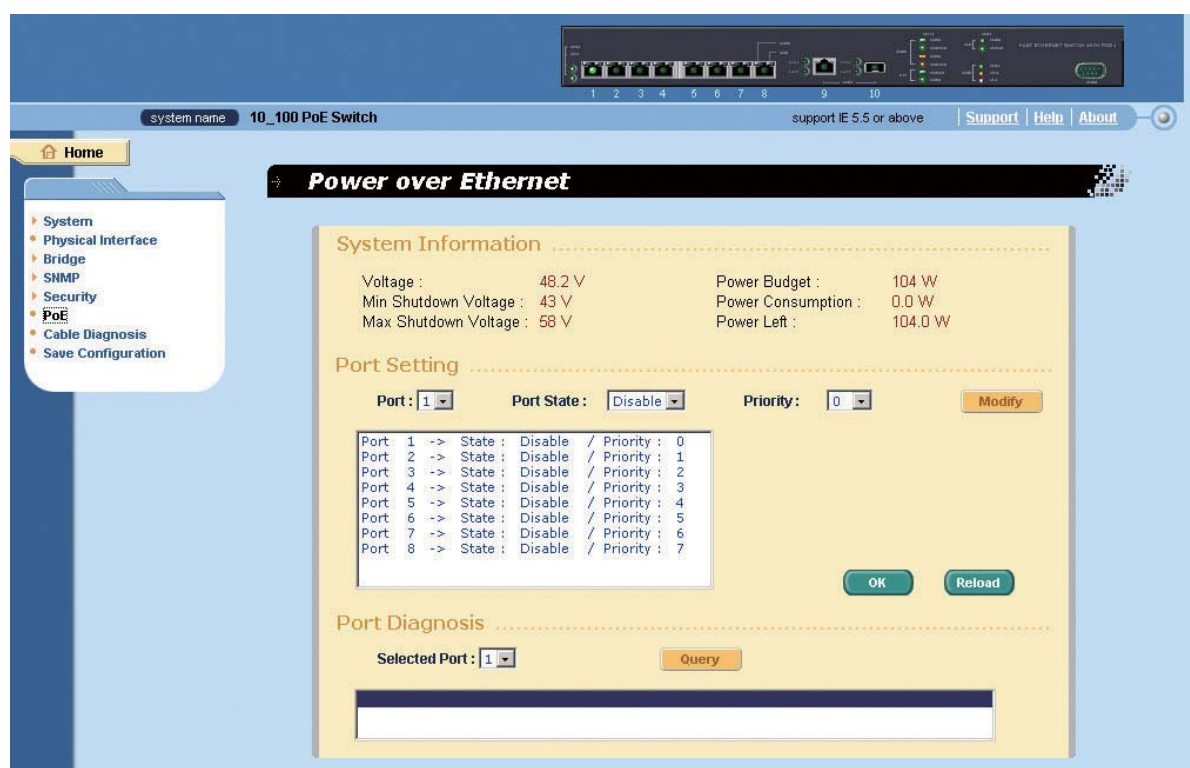 FAST ETHERNET SWITCH WITH POE+
1 2 3 4 5 6 7 8 9 10
system name 10_100 PoE Switch support IE 5.5 or above Support | Help | About
Home
Power over Ethernet
System
Physical Interface
Bridge
SNMP
Security
PoE
Cable Diagnosis
Save Configuration
System Information
Voltage : 48.2 V Power Budget : 104 W
Min Shutdown Voltage : 43 V Power Consumption : 0.0 W
Max Shutdown Voltage : 58 V Power Left : 104.0 W
Port Setting
Port : 1 Port State : Disable Priority : 0 Modify
Port 1 -> State : Disable / Priority : 0
Port 2 -> State : Disable / Priority : 1
Port 3 -> State : Disable / Priority : 2
Port 4 -> State : Disable / Priority : 3
Port 5 -> State : Disable / Priority : 4
Port 6 -> State : Disable / Priority : 5
Port 7 -> State : Disable / Priority : 6
Port 8 -> State : Disable / Priority : 7
OK Reload
Port Diagnosis
Selected Port : 1 Query